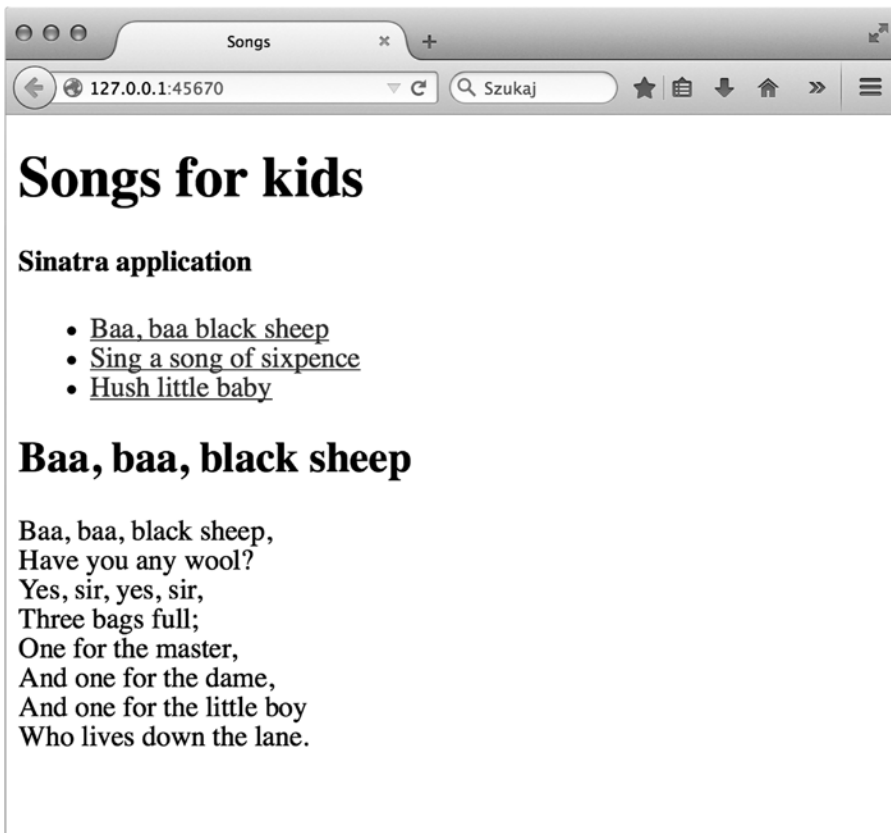 Songs
127.0.0.1:45670
Szukaj
Songs for kids
Sinatra application
Baa, baa black sheep
Sing a song of sixpence
Hush little baby
Baa, baa, black sheep
Baa, baa, black sheep,
Have you any wool?
Yes, sir, yes, sir,
Three bags full;
One for the master,
And one for the dame,
And one for the little boy
Who lives down the lane.